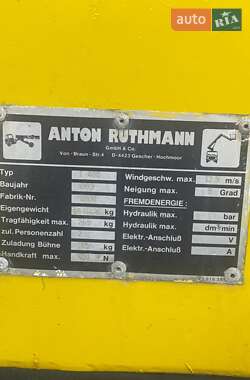 auto RIA
ANTON RUTHMANN
GmbH & Co.
Von - Braun - Str. 4 D-4423 Gescher - Hochmoor
Typ
Baujahr
Fabrik-Nr.
Eigengewicht kg
Tragfähigkeit max. kg
zul. Personenzahl
Zuladung Bühne kg
Handkraft max. N
Windgeschw. max. m/s
Neigung max. Grad
FREMDENERGIE:
Hydraulik max. bar
Hydraulik max.
Elektr.-Anschluß V
Elektr.-Anschluß A